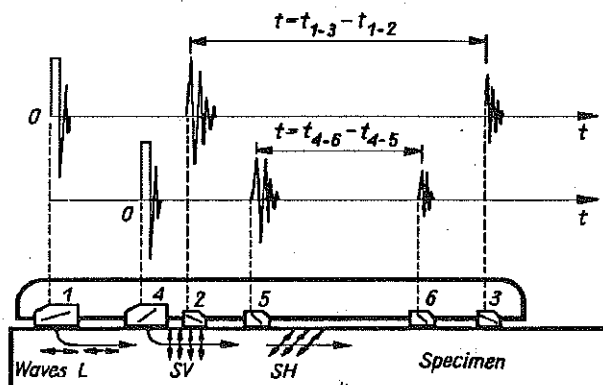 t=t1-3-t1-2
0
t
t=t4-6-t4-5
0
t
1 4 2 5 6 3
Waves L SV SH Specimen